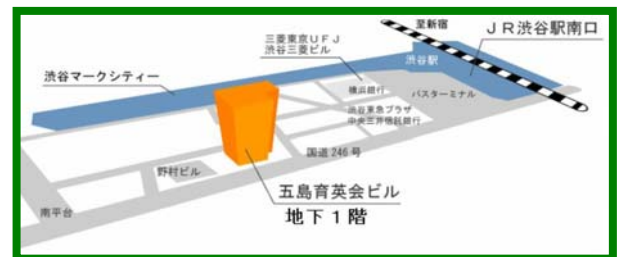 至新宿
ＪＲ渋谷駅南口
三菱東京ＵＦＪ
渋谷三菱ビル
渋谷駅
渋谷マークシティー
横浜銀行
バスターミナル
渋谷東急プラザ
中央三井信託銀行
国道246号
野村ビル
五島育英会ビル
地下１階
南平台